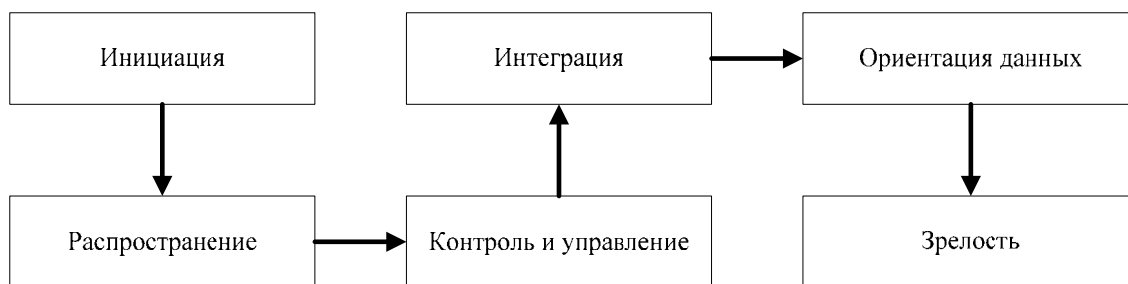 Инициация
Интеграция
Ориентация данных
Распространение
Контроль и управление
Зрелость